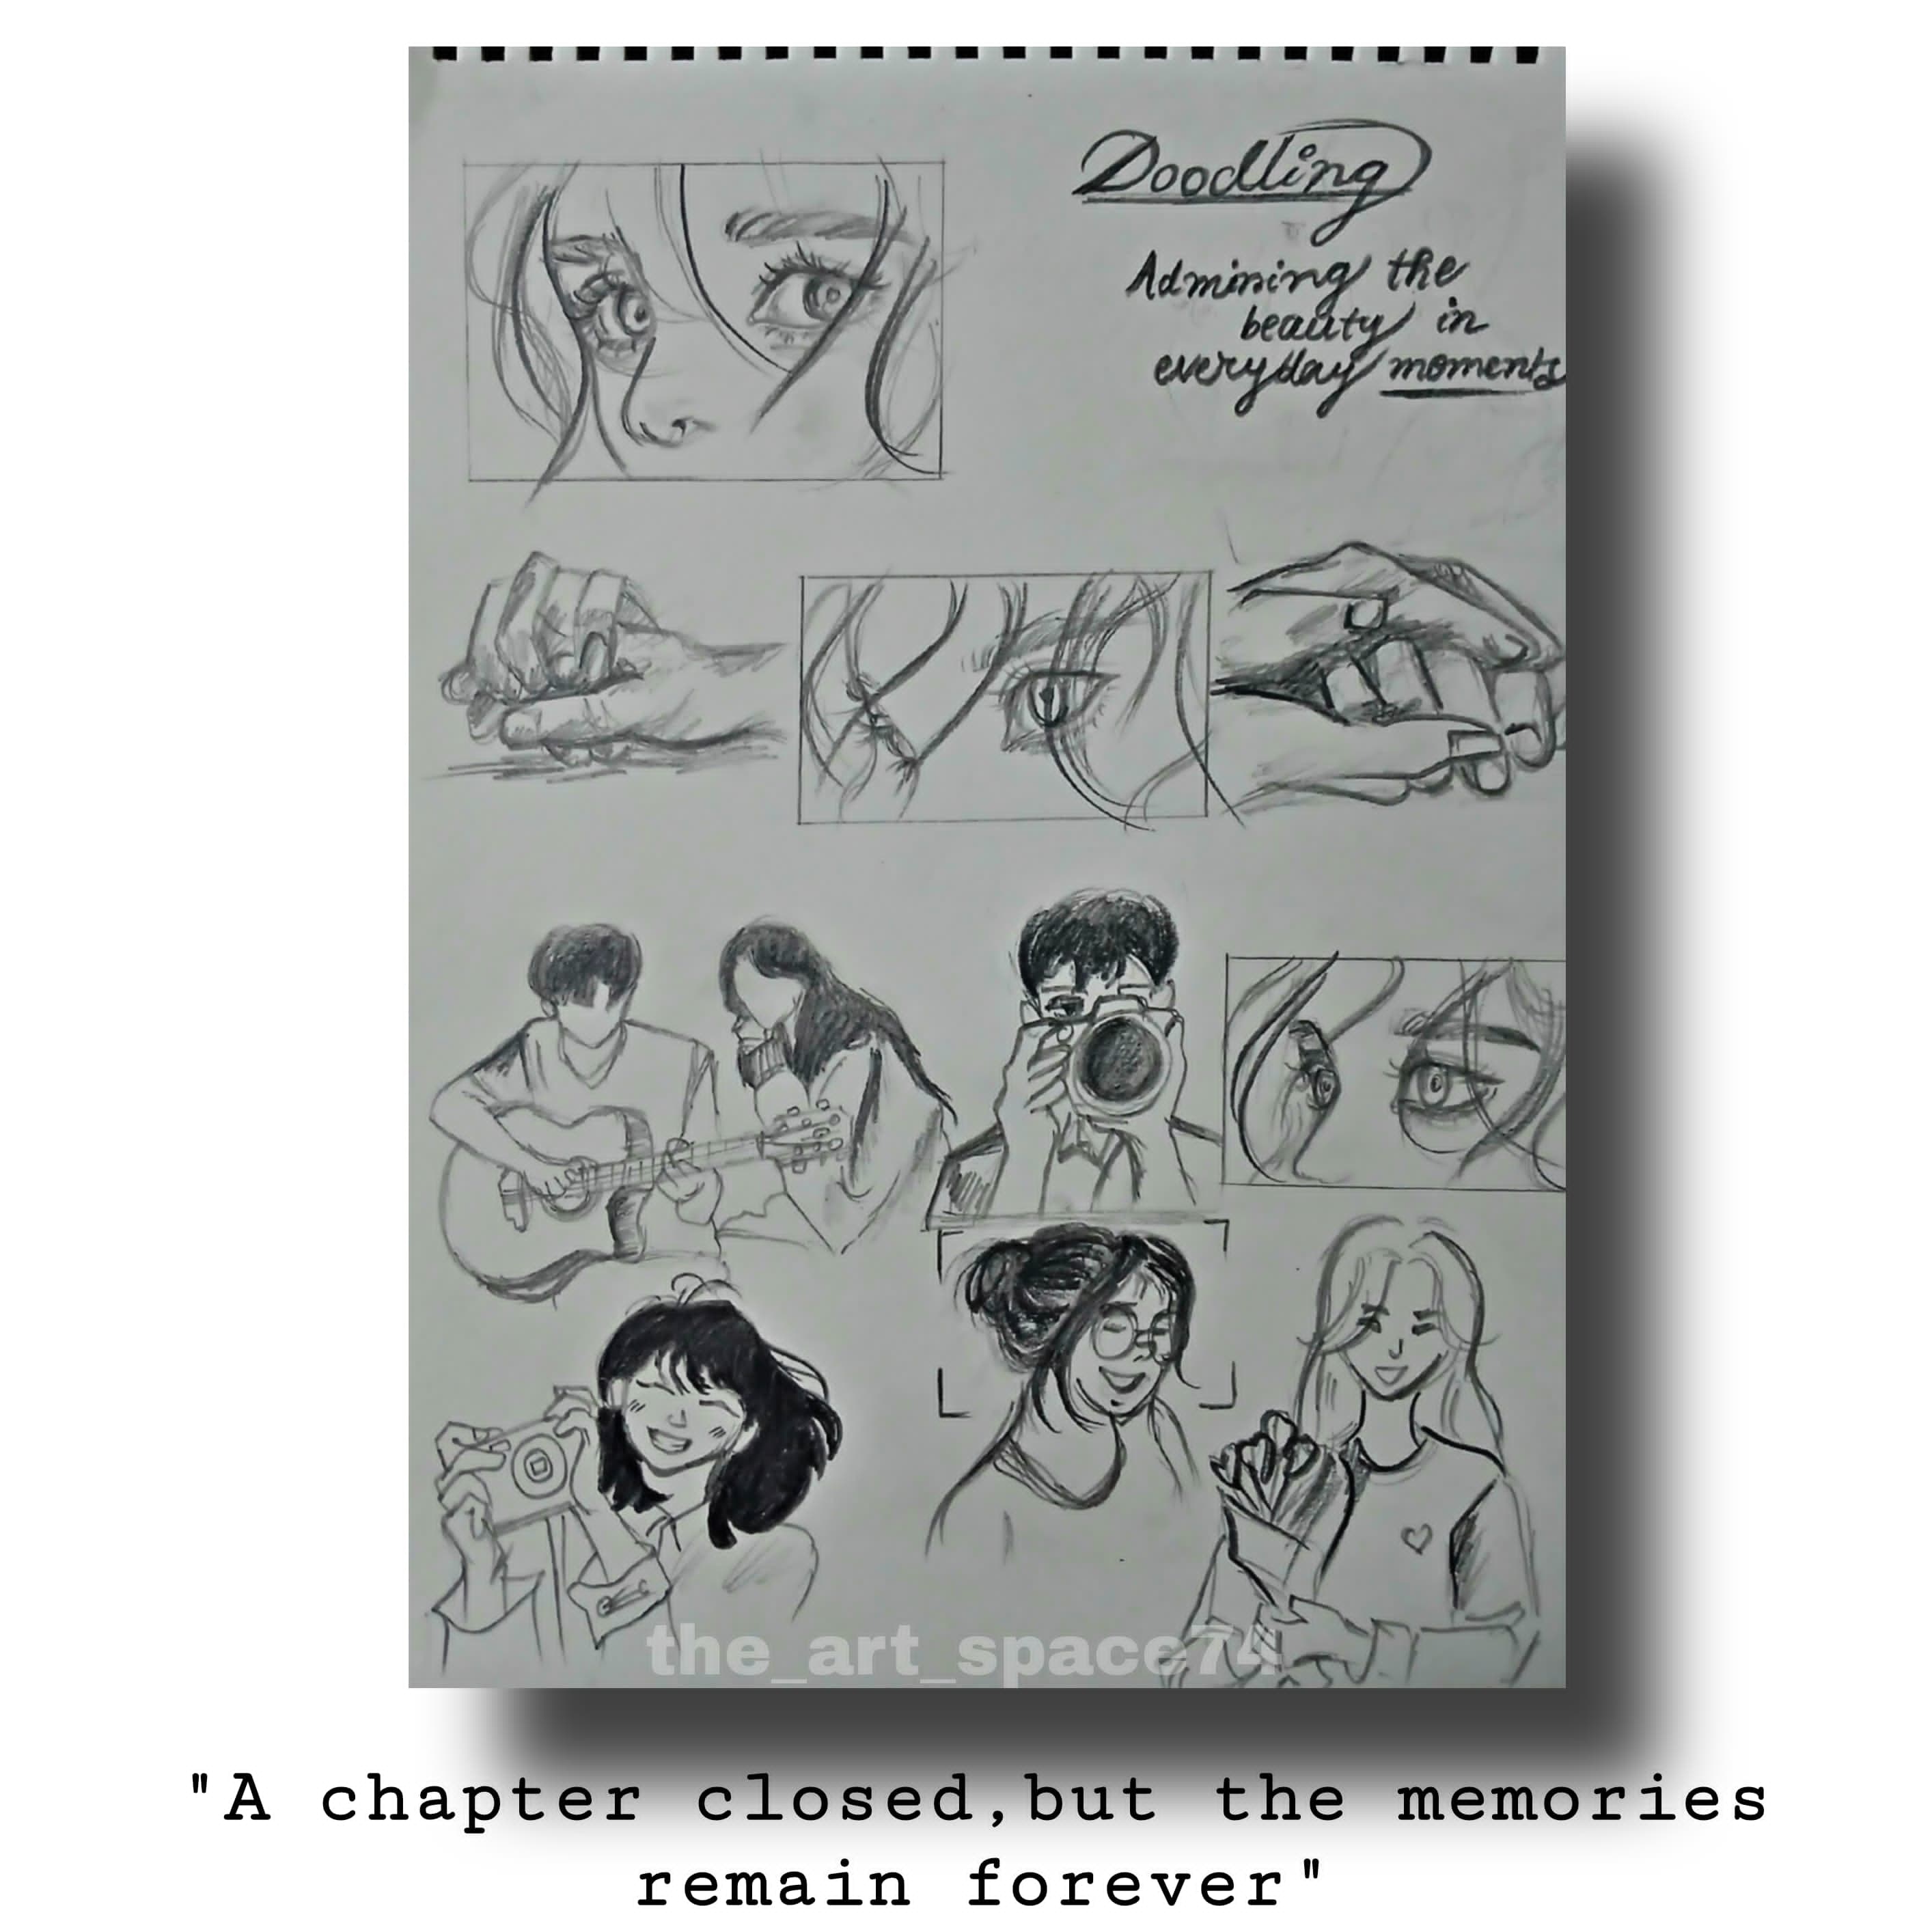 Doodling
Admiring the
beauty in
everyday moments
the_art_space74
"A chapter closed,but the memories
remain forever"